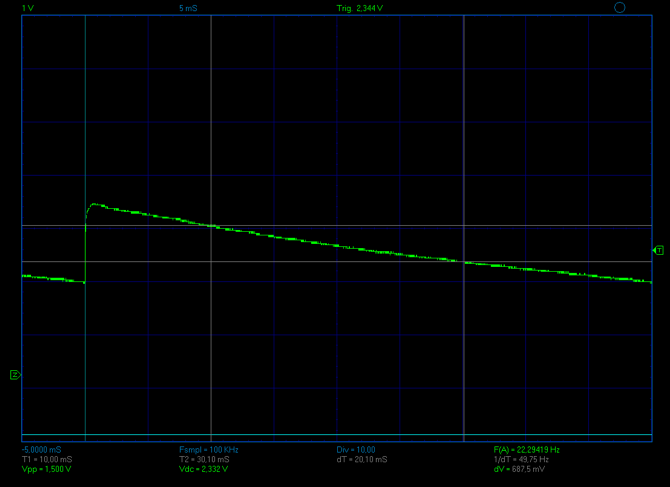 1 V 5 mS Trig. 2,344 V
T
2
-5,0000 mS Fsmpl = 100 KHz Div = 10,00 F(A) = 22,29419 Hz
T1 = 10,00 mS T2 = 30,10 mS dT = 20,10 mS 1/dT = 49,75 Hz
Vpp = 1,500 V Vdc = 2,332 V dV = 687,5 mV